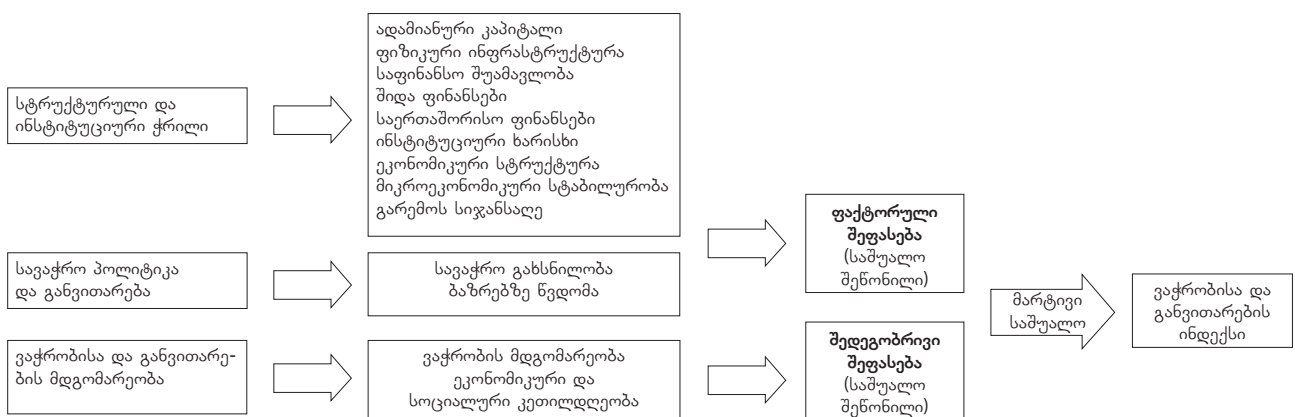 სტრუქტურული და
ინსტიტუციური ჭრილი
ადამიანური კაპიტალი
ფიზიკური ინფრასტრუქტურა
საფინანსო შუამავლობა
შიდა ფინანსები
საერთაშორისო ფინანსები
ინსტიტუციური ხარისხი
ეკონომიკური სტრუქტურა
მიკროეკონომიკური სტაბილურობა
გარემოს სიჯანსაღე
სავაჭრო პოლიტიკა
და განვითარება
სავაჭრო გახსნილობა
ბაზრებზე წვდომა
ვაჭრობისა და განვითარე-
ბის მდგომარეობა
ვაჭრობის მდგომარეობა
ეკონომიკური და
სოციალური კეთილდღეობა
ფაქტორული
შეფასება
(საშუალო
შეწონილი)
შედეგობრივი
შეფასება
(საშუალო
შეწონილი)
მარტივი
საშუალო
ვაჭრობისა და
განვითარების
ინდექსი